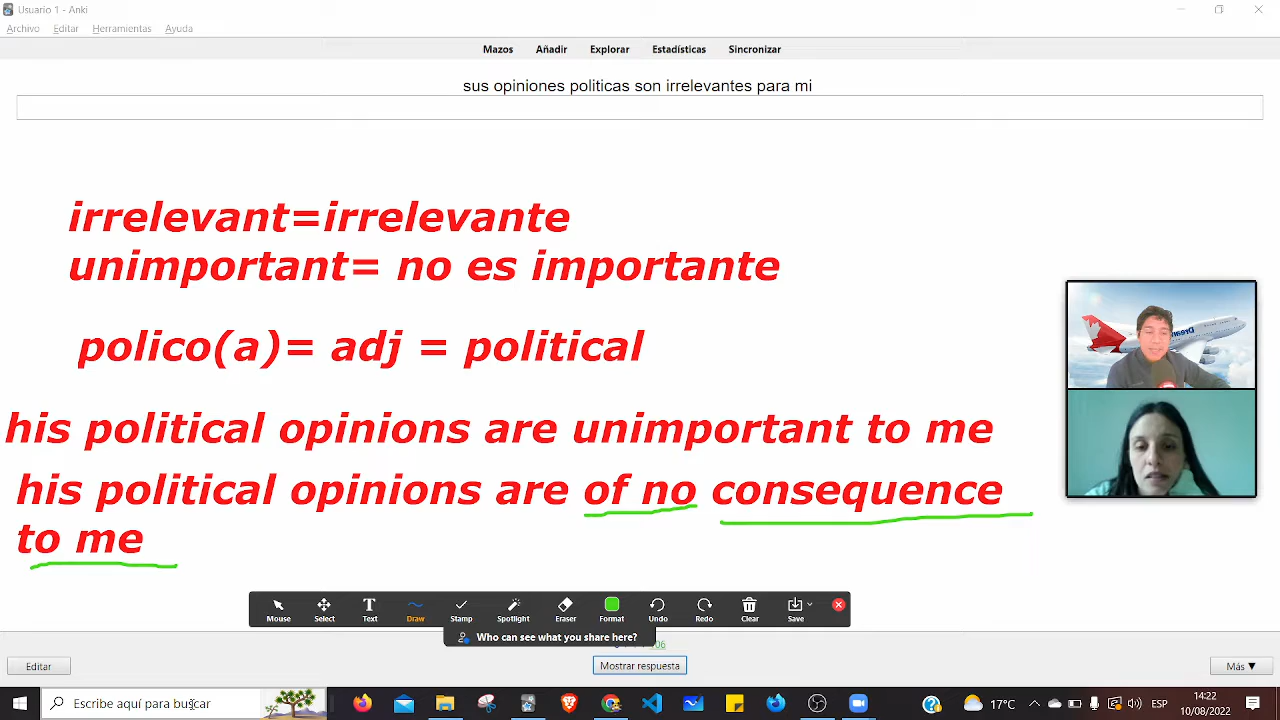 Usuario 1 - Anki
Archivo Editar Herramientas Ayuda
Mazos Añadir Explorar Estadísticas Sincronizar
sus opiniones politicas son irrelevantes para mi
irrelevant=irrelevante
unimportant= no es importante
polico(a)= adj = political
his political opinions are unimportant to me
his political opinions are of no consequence
to me
Mouse Select Text Draw Stamp Spotlight Eraser Format Undo Redo Clear Save
Who can see what you share here?
Editar Mostrar respuesta Más ▼
Escribe aquí para buscar
17°C ESP 14:22
10/08/2022